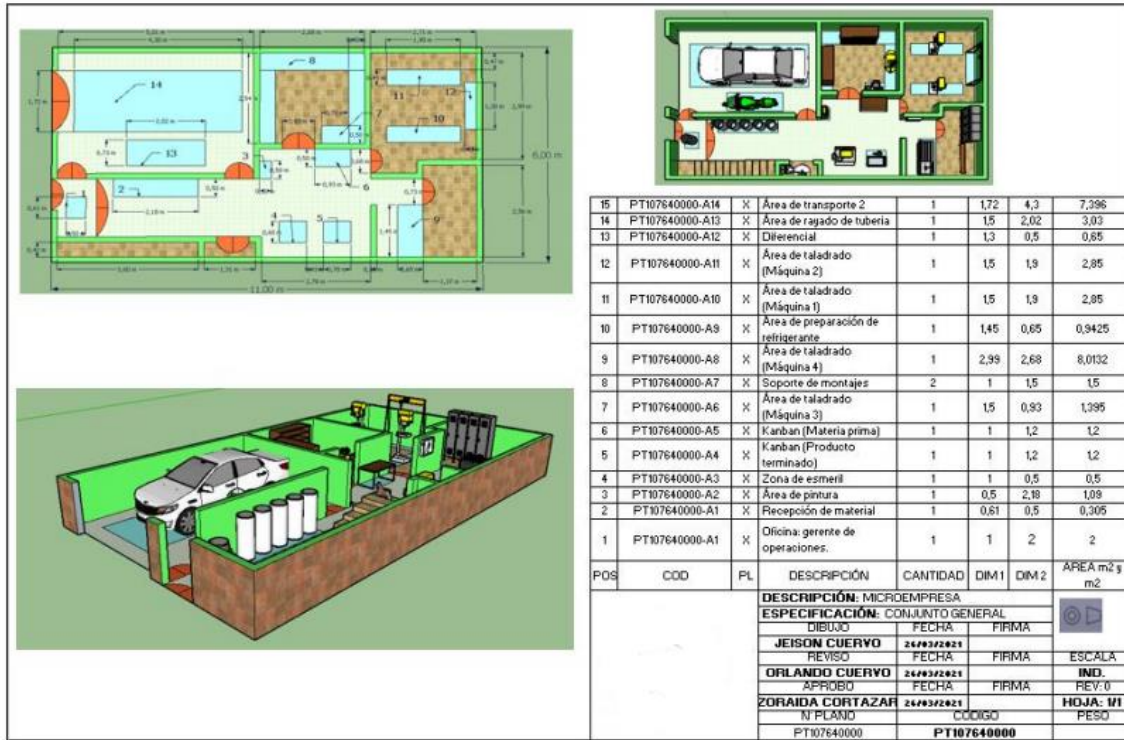 14
13
8
11
12
7
10
3
2
1
6
4
5
9
6,00 m
11,00 m
15 PT107640000-A14 X Área de transporte 2 1 1,72 4,3 7,396
14 PT107640000-A13 X Área de rayado de tuberia 1 1,5 2,02 3,03
13 PT107640000-A12 X Diferencial 1 1,3 0,5 0,65
12 PT107640000-A11 X Área de taladrado (Máquina 2) 1 1,5 1,9 2,85
11 PT107640000-A10 X Área de taladrado (Máquina 1) 1 1,5 1,9 2,85
10 PT107640000-A9 X Área de preparación de refrigerante 1 1,45 0,65 0,9425
9 PT107640000-A8 X Área de taladrado (Máquina 4) 1 2,99 2,68 8,0132
8 PT107640000-A7 X Soporte de montajes 2 1 1,5 1,5
7 PT107640000-A6 X Área de taladrado (Máquina 3) 1 1,5 0,93 1,395
6 PT107640000-A5 X Kanban (Materia prima) 1 1 1,2 1,2
5 PT107640000-A4 X Kanban (Producto terminado) 1 1 1,2 1,2
4 PT107640000-A3 X Zona de esmeril 1 1 0,5 0,5
3 PT107640000-A2 X Área de pintura 1 0,5 2,18 1,09
2 PT107640000-A1 X Recepción de material 1 0,61 0,5 0,305
1 PT107640000-A1 X Oficina: gerente de operaciones. 1 1 2 2
POS COD PL DESCRIPCIÓN CANTIDAD DIM 1 DIM 2 AREA m2 y m2
DESCRIPCIÓN: MICROEMPRESA
ESPECIFICACIÓN: CONJUNTO GENERAL
DIBUJO FECHA FIRMA
JEISON CUERVO 26/03/2021
REVISO FECHA FIRMA ESCALA
ORLANDO CUERVO 26/03/2021 IND.
APROBO FECHA FIRMA REV: 0
ZORAIDA CORTAZAR 26/03/2021 HOJA: 1/1
N° PLANO CODIGO PESO
PT107640000 PT107640000